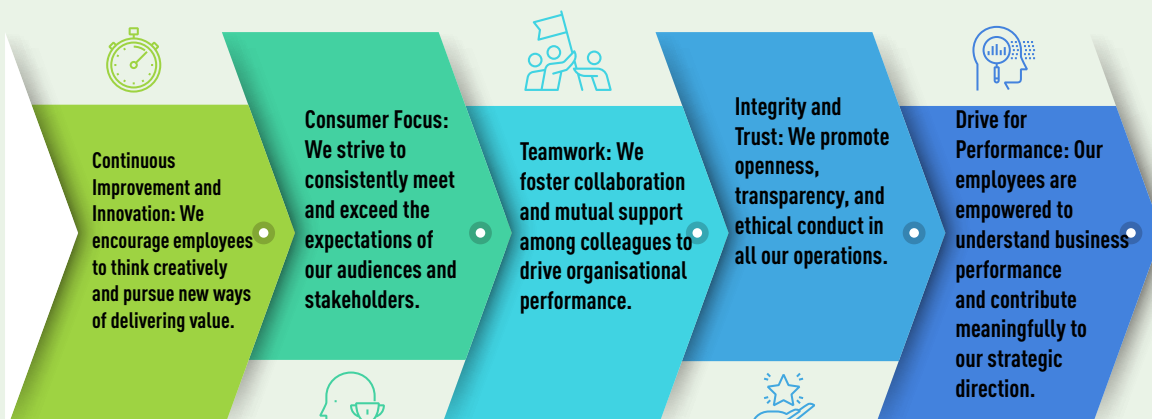 Continuous
Improvement and
Innovation: We
encourage employees
to think creatively
and pursue new ways
of delivering value.
Consumer Focus:
We strive to
consistently meet
and exceed the
expectations of
our audiences and
stakeholders.
Teamwork: We
foster collaboration
and mutual support
among colleagues to
drive organisational
performance.
Integrity and
Trust: We promote
openness,
transparency, and
ethical conduct in
all our operations.
Drive for
Performance: Our
employees are
empowered to
understand business
performance
and contribute
meaningfully to
our strategic
direction.